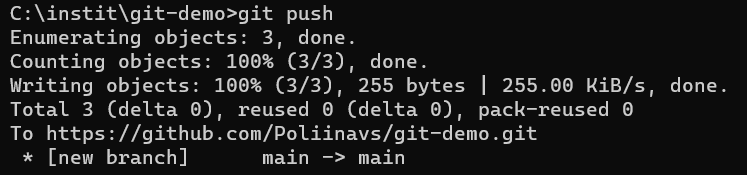 C:\instit\git-demo>git push
Enumerating objects: 3, done.
Counting objects: 100% (3/3), done.
Writing objects: 100% (3/3), 255 bytes | 255.00 KiB/s, done.
Total 3 (delta 0), reused 0 (delta 0), pack-reused 0
To https://github.com/Poliinavs/git-demo.git
 * [new branch]      main -> main